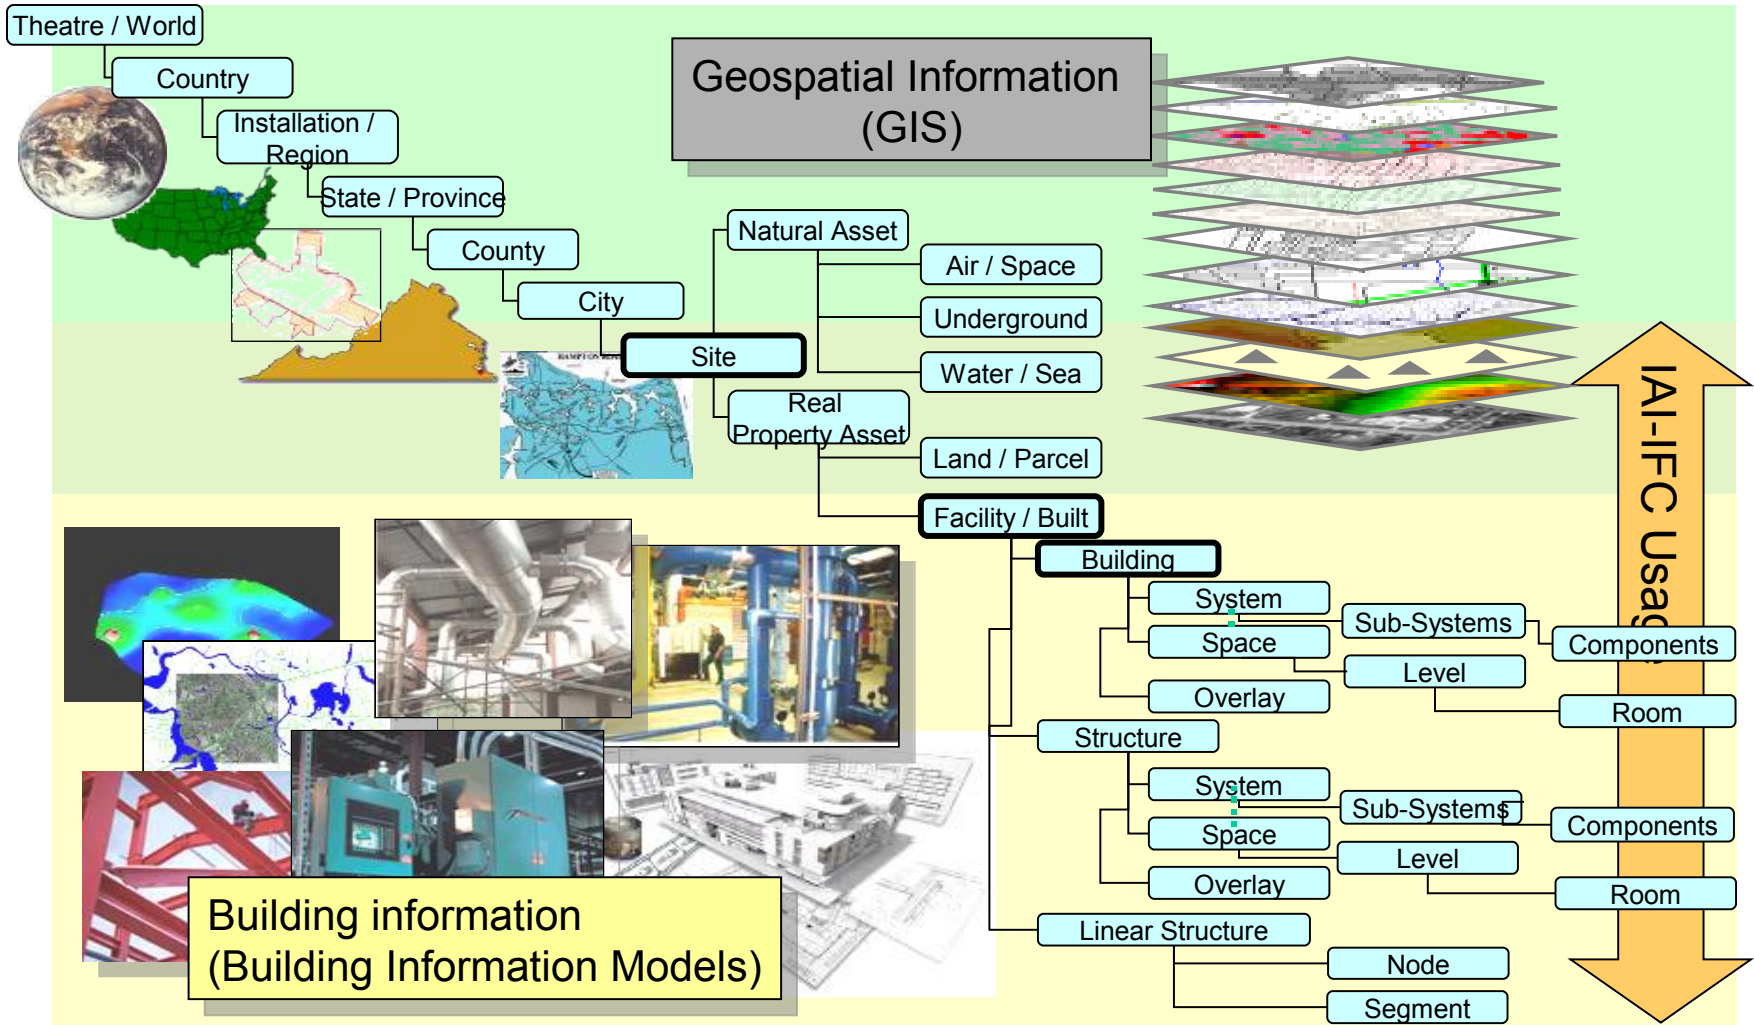 Theatre / World
Country
Installation /
Region
State / Province
County
City
Site
Geospatial Information
(GIS)
Natural Asset
Air / Space
Underground
Water / Sea
Real
Property Asset
Land / Parcel
Facility / Built
Building
System
Sub-Systems
Components
Space
Level
Room
Overlay
Structure
System
Sub-Systems
Components
Space
Level
Room
Overlay
Linear Structure
Node
Segment
IAI-IFC Usag
Building information
(Building Information Models)